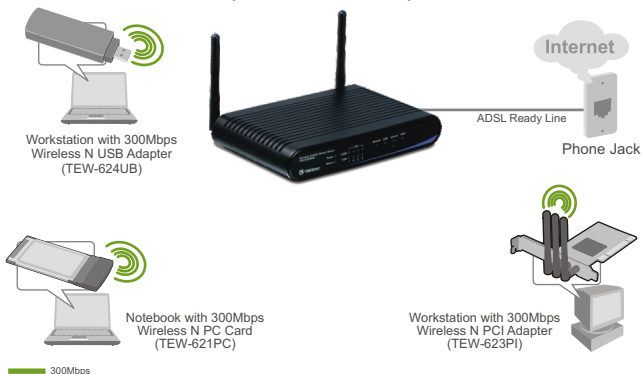 Internet
ADSL Ready Line
Phone Jack
Workstation with 300Mbps
Wireless N USB Adapter
(TEW-624UB)
TRENDNET
Notebook with 300Mbps
Wireless N PC Card
(TEW-621PC)
Workstation with 300Mbps
Wireless N PCI Adapter
(TEW-623PI)
300Mbps